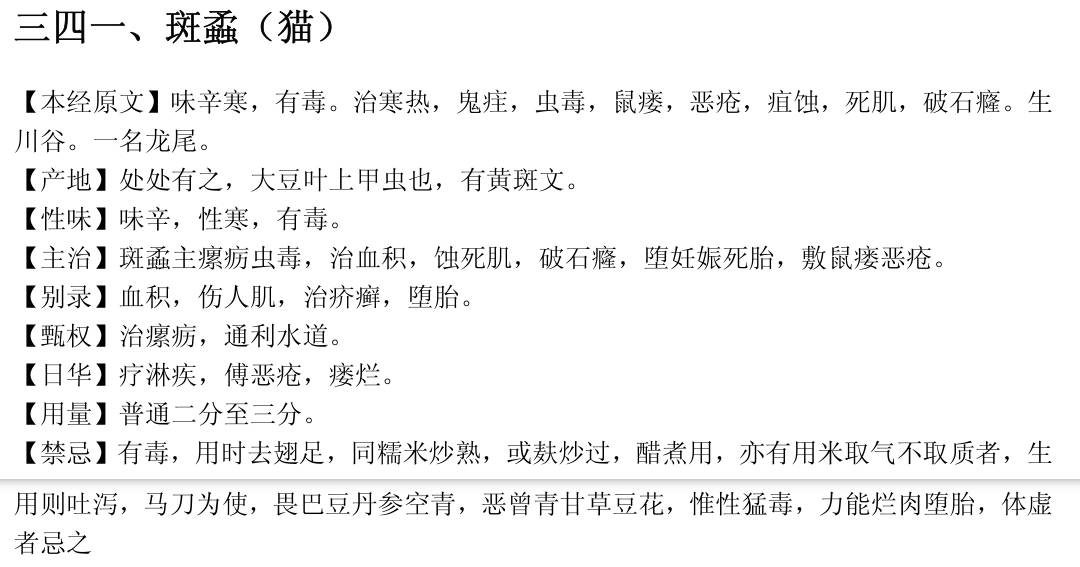 三四一、斑蟊（猫）
【本经原文】味辛寒，有毒。治寒热，鬼疰，虫毒，鼠瘘，恶疮，疽蚀，死肌，破石癃。生
川谷。一名龙尾。
【产地】处处有之，大豆叶上甲虫也，有黄斑文。
【性味】味辛，性寒，有毒。
【主治】斑蟊主瘰疬虫毒，治血积，蚀死肌，破石癃，堕妊娠死胎，敷鼠瘘恶疮。
【别录】血积，伤人肌，治疥癣，堕胎。
【甄权】治瘰疬，通利水道。
【日华】疗淋疾，傅恶疮，瘘烂。
【用量】普通二分至三分。
【禁忌】有毒，用时去翅足，同糯米炒熟，或麸炒过，醋煮用，亦有用米取气不取质者，生
用则吐泻，马刀为使，畏巴豆丹参空青，恶曾青甘草豆花，惟性猛毒，力能烂肉堕胎，体虚
者忌之